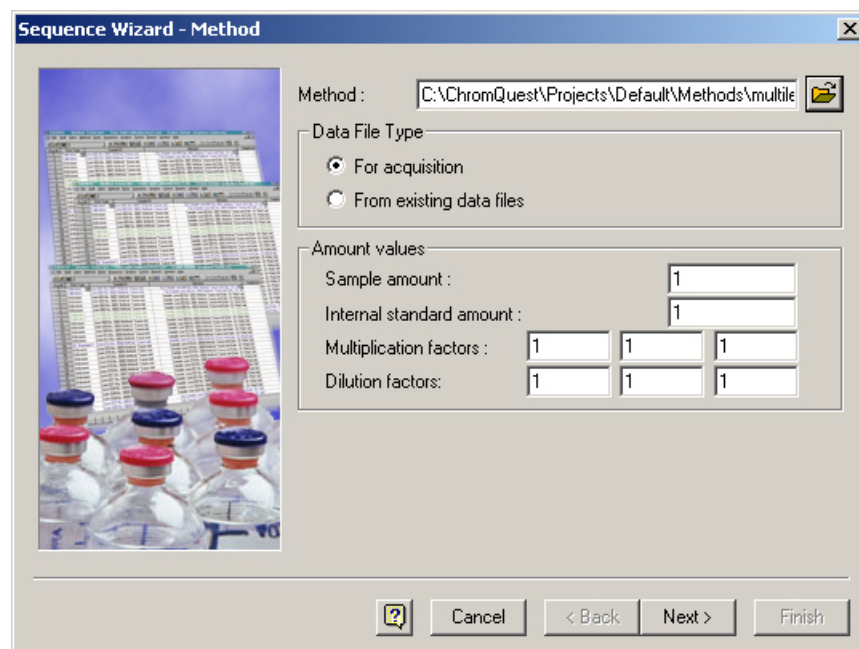 Sequence Wizard - Method
Method :
C:\ChromQuest\Projects\Default\Methods\multile
Data File Type
For acquisition
From existing data files
Amount values
Sample amount :
1
Internal standard amount :
1
Multiplication factors :
1
1
1
Dilution factors:
1
1
1
Cancel
< Back
Next >
Finish